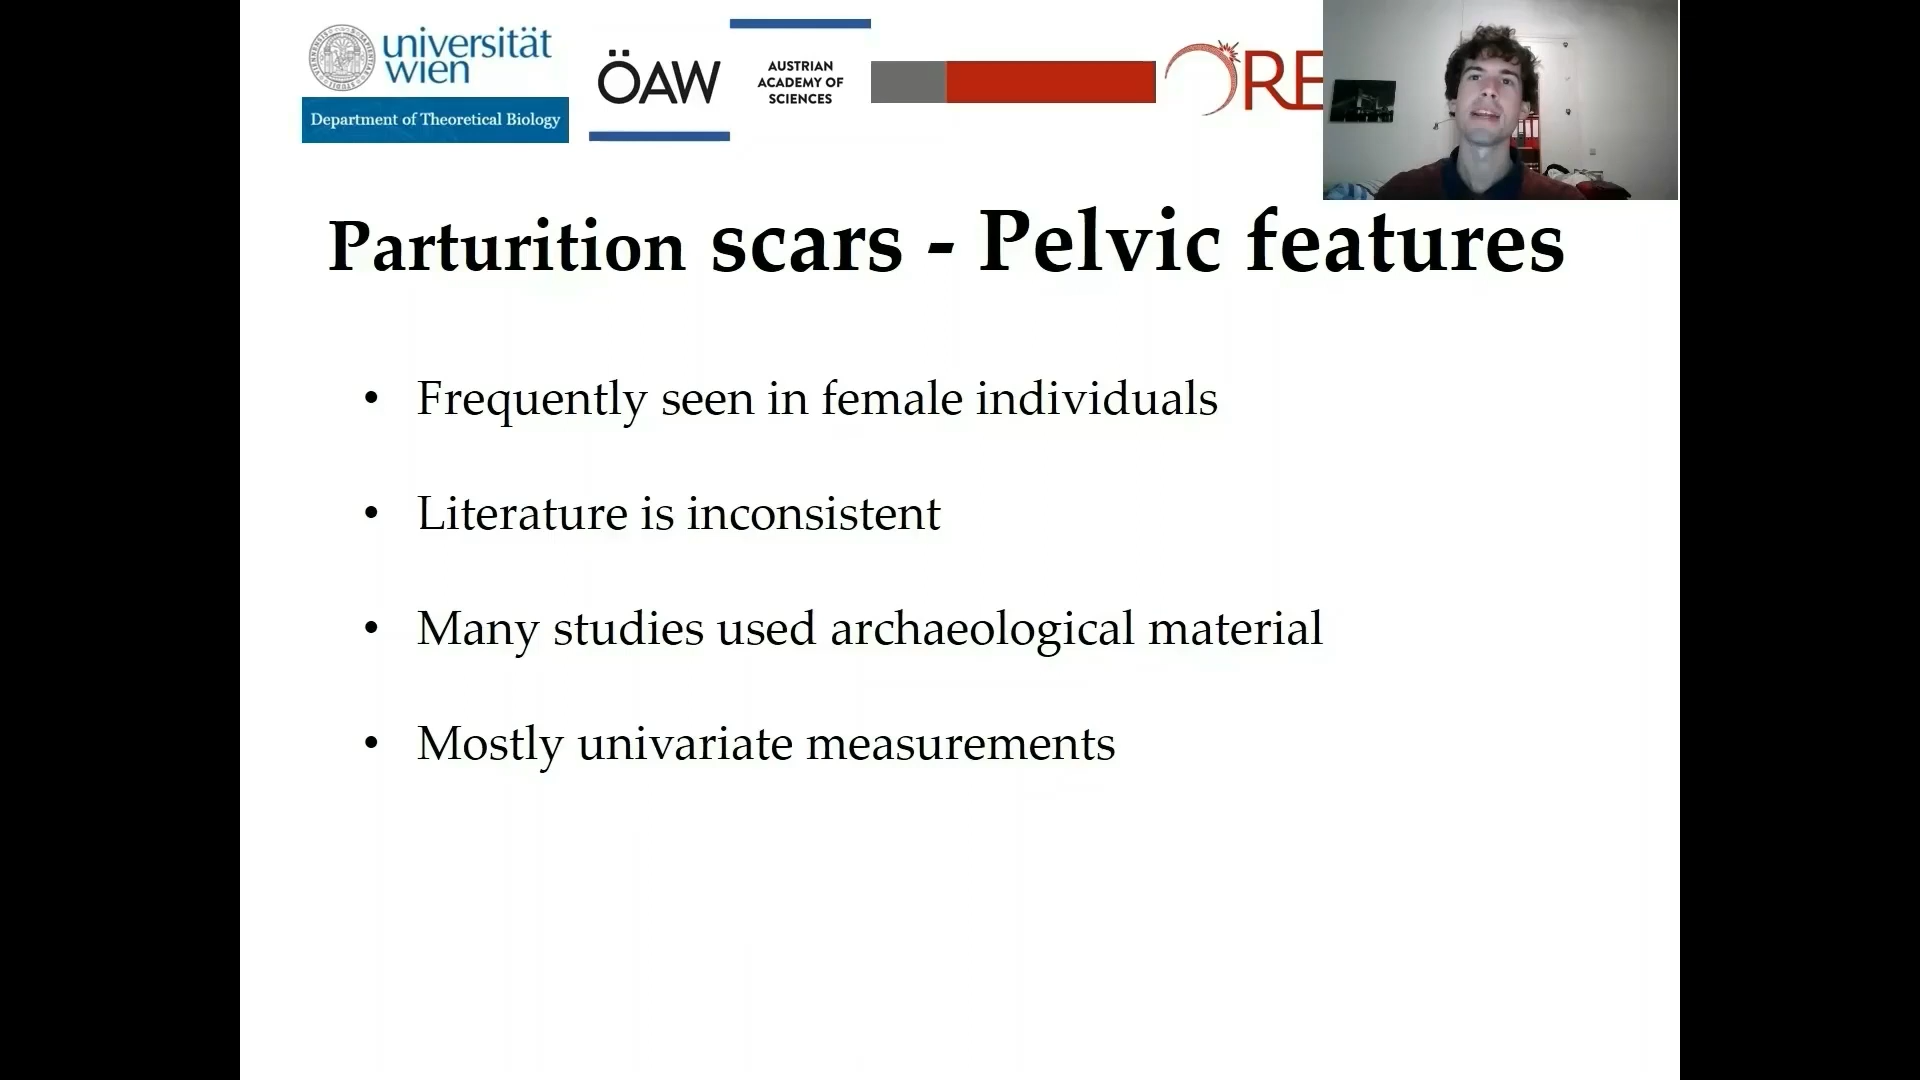 universität
wien
Department of Theoretical Biology
ÖAW
AUSTRIAN
ACADEMY OF
SCIENCES
Parturition scars - Pelvic features
• Frequently seen in female individuals
• Literature is inconsistent
• Many studies used archaeological material
• Mostly univariate measurements